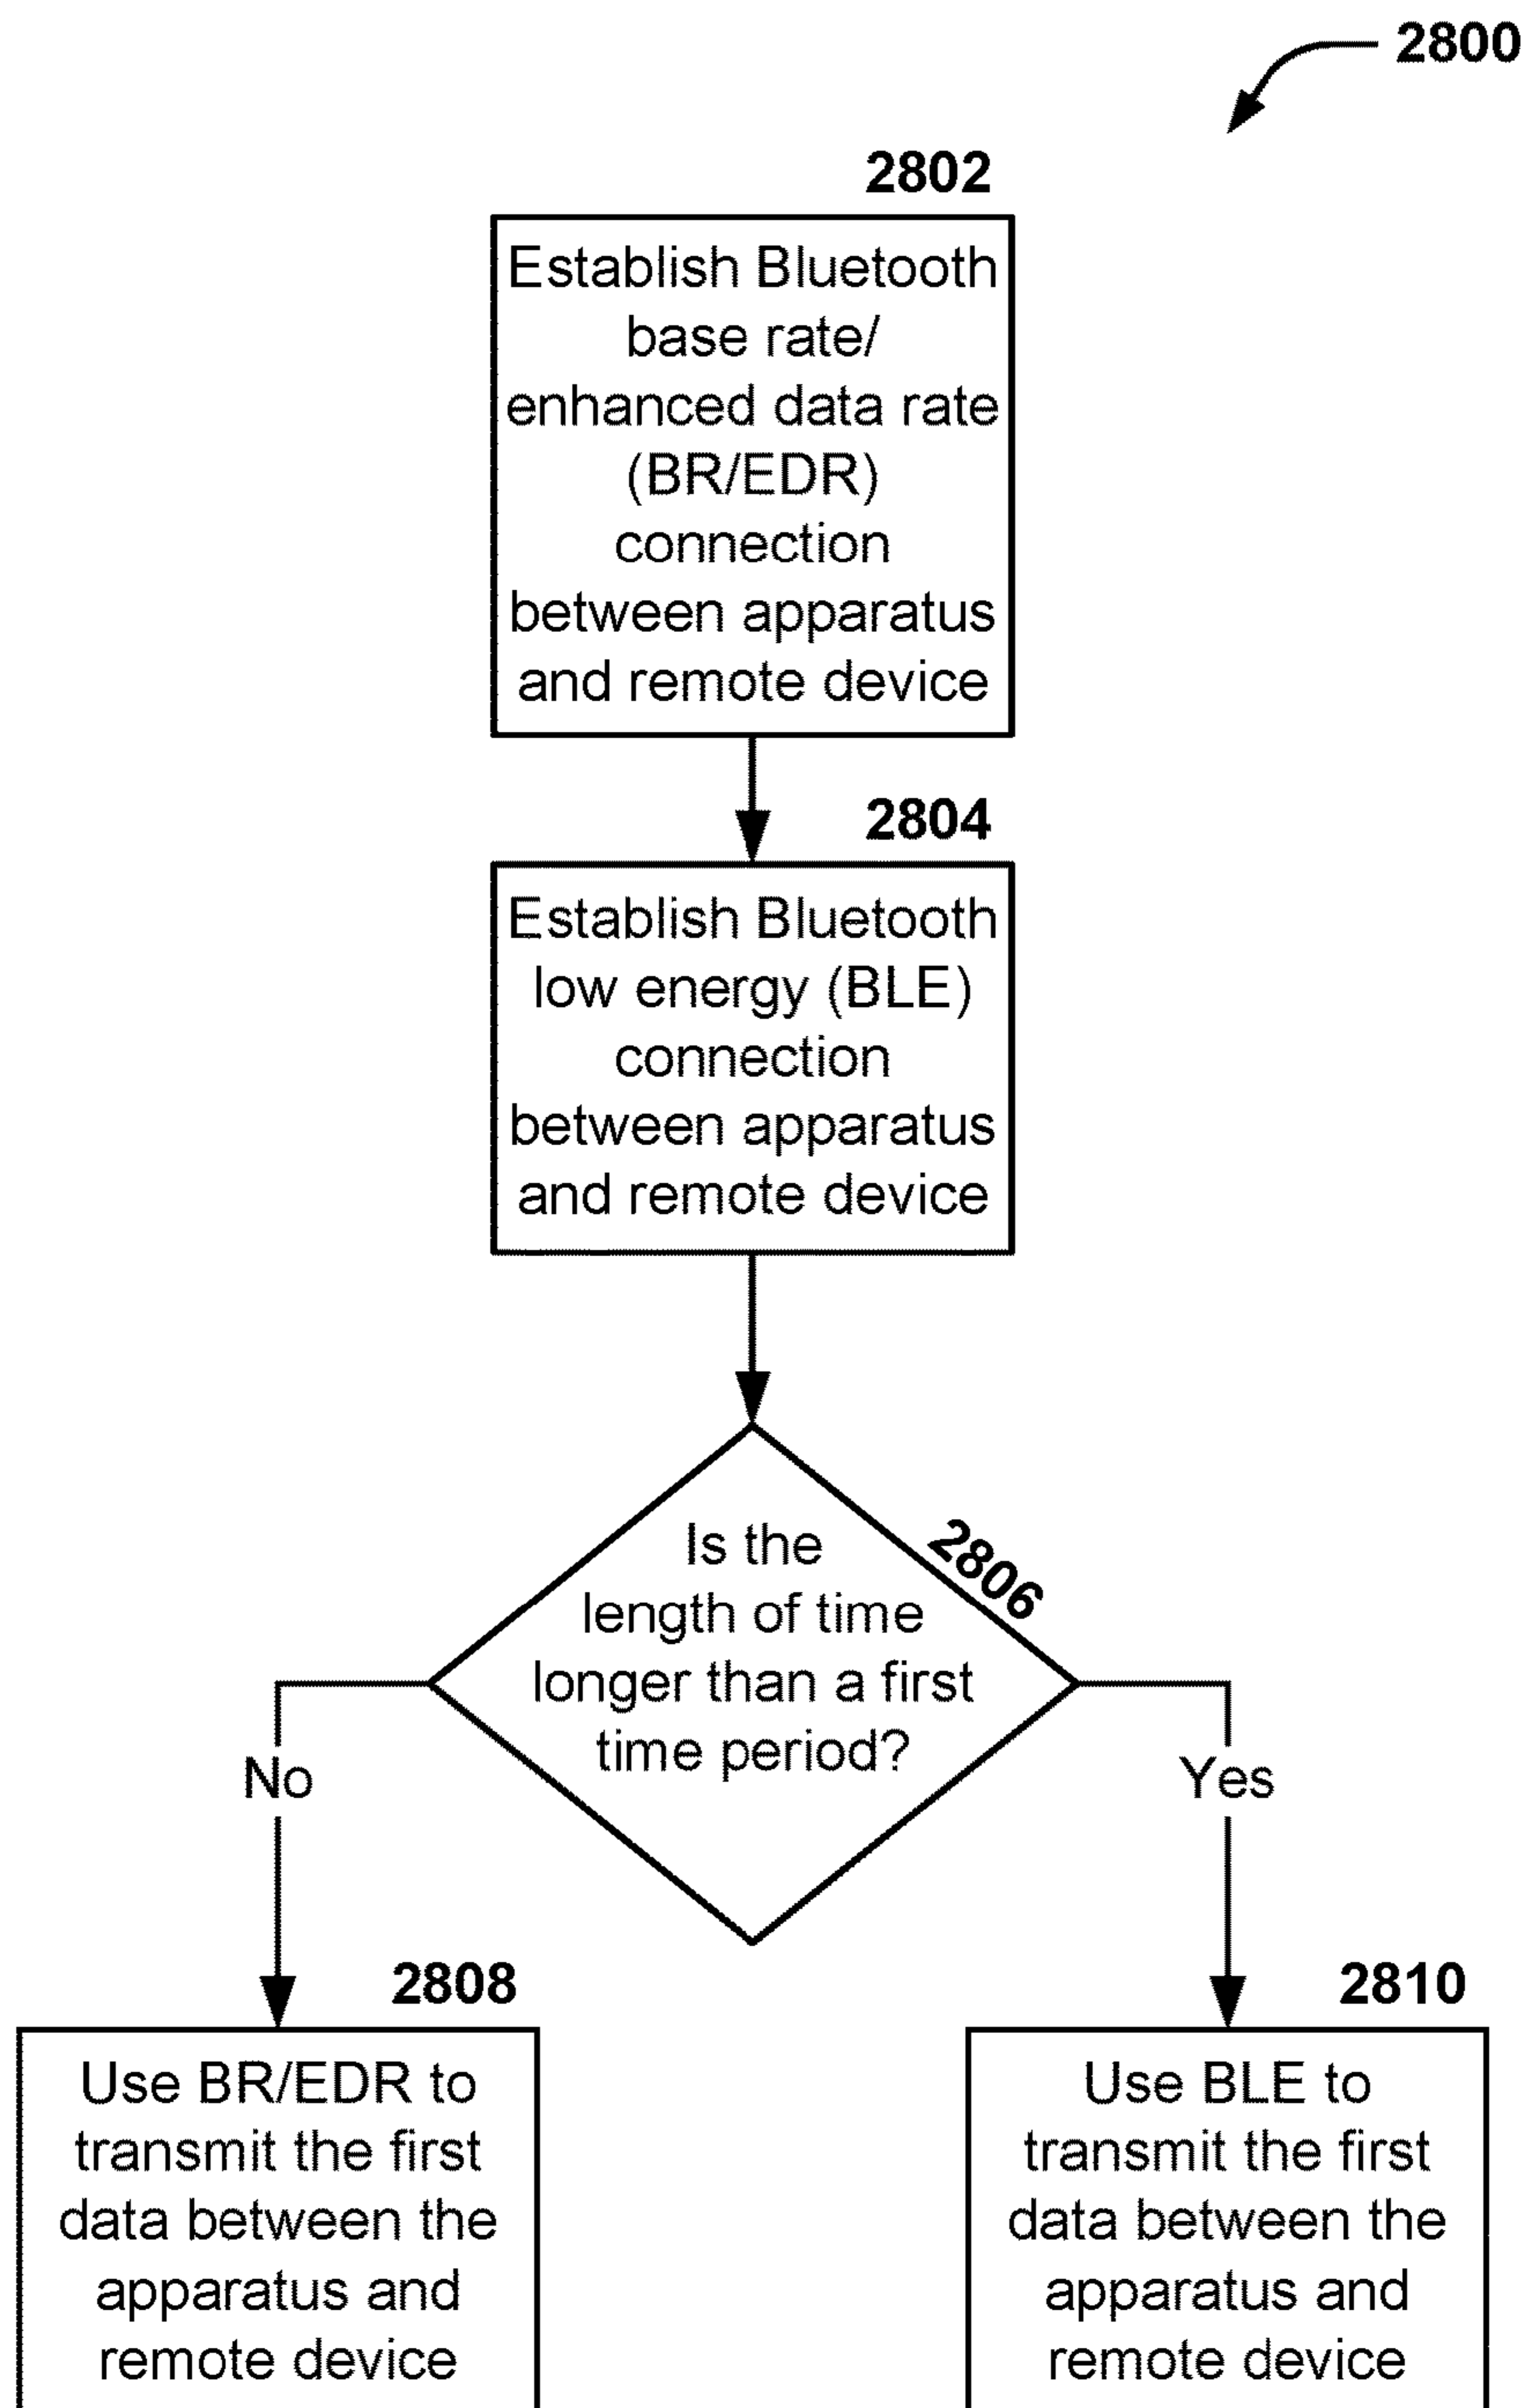 2800
2802
Establish Bluetooth
base rate/
enhanced data rate
(BR/EDR)
connection
between apparatus
and remote device
2804
Establish Bluetooth
low energy (BLE)
connection
between apparatus
and remote device
2806
Is the
length of time
longer than a first
time period?
No
Yes
2808
Use BR/EDR to
transmit the first
data between the
apparatus and
remote device
2810
Use BLE to
transmit the first
data between the
apparatus and
remote device